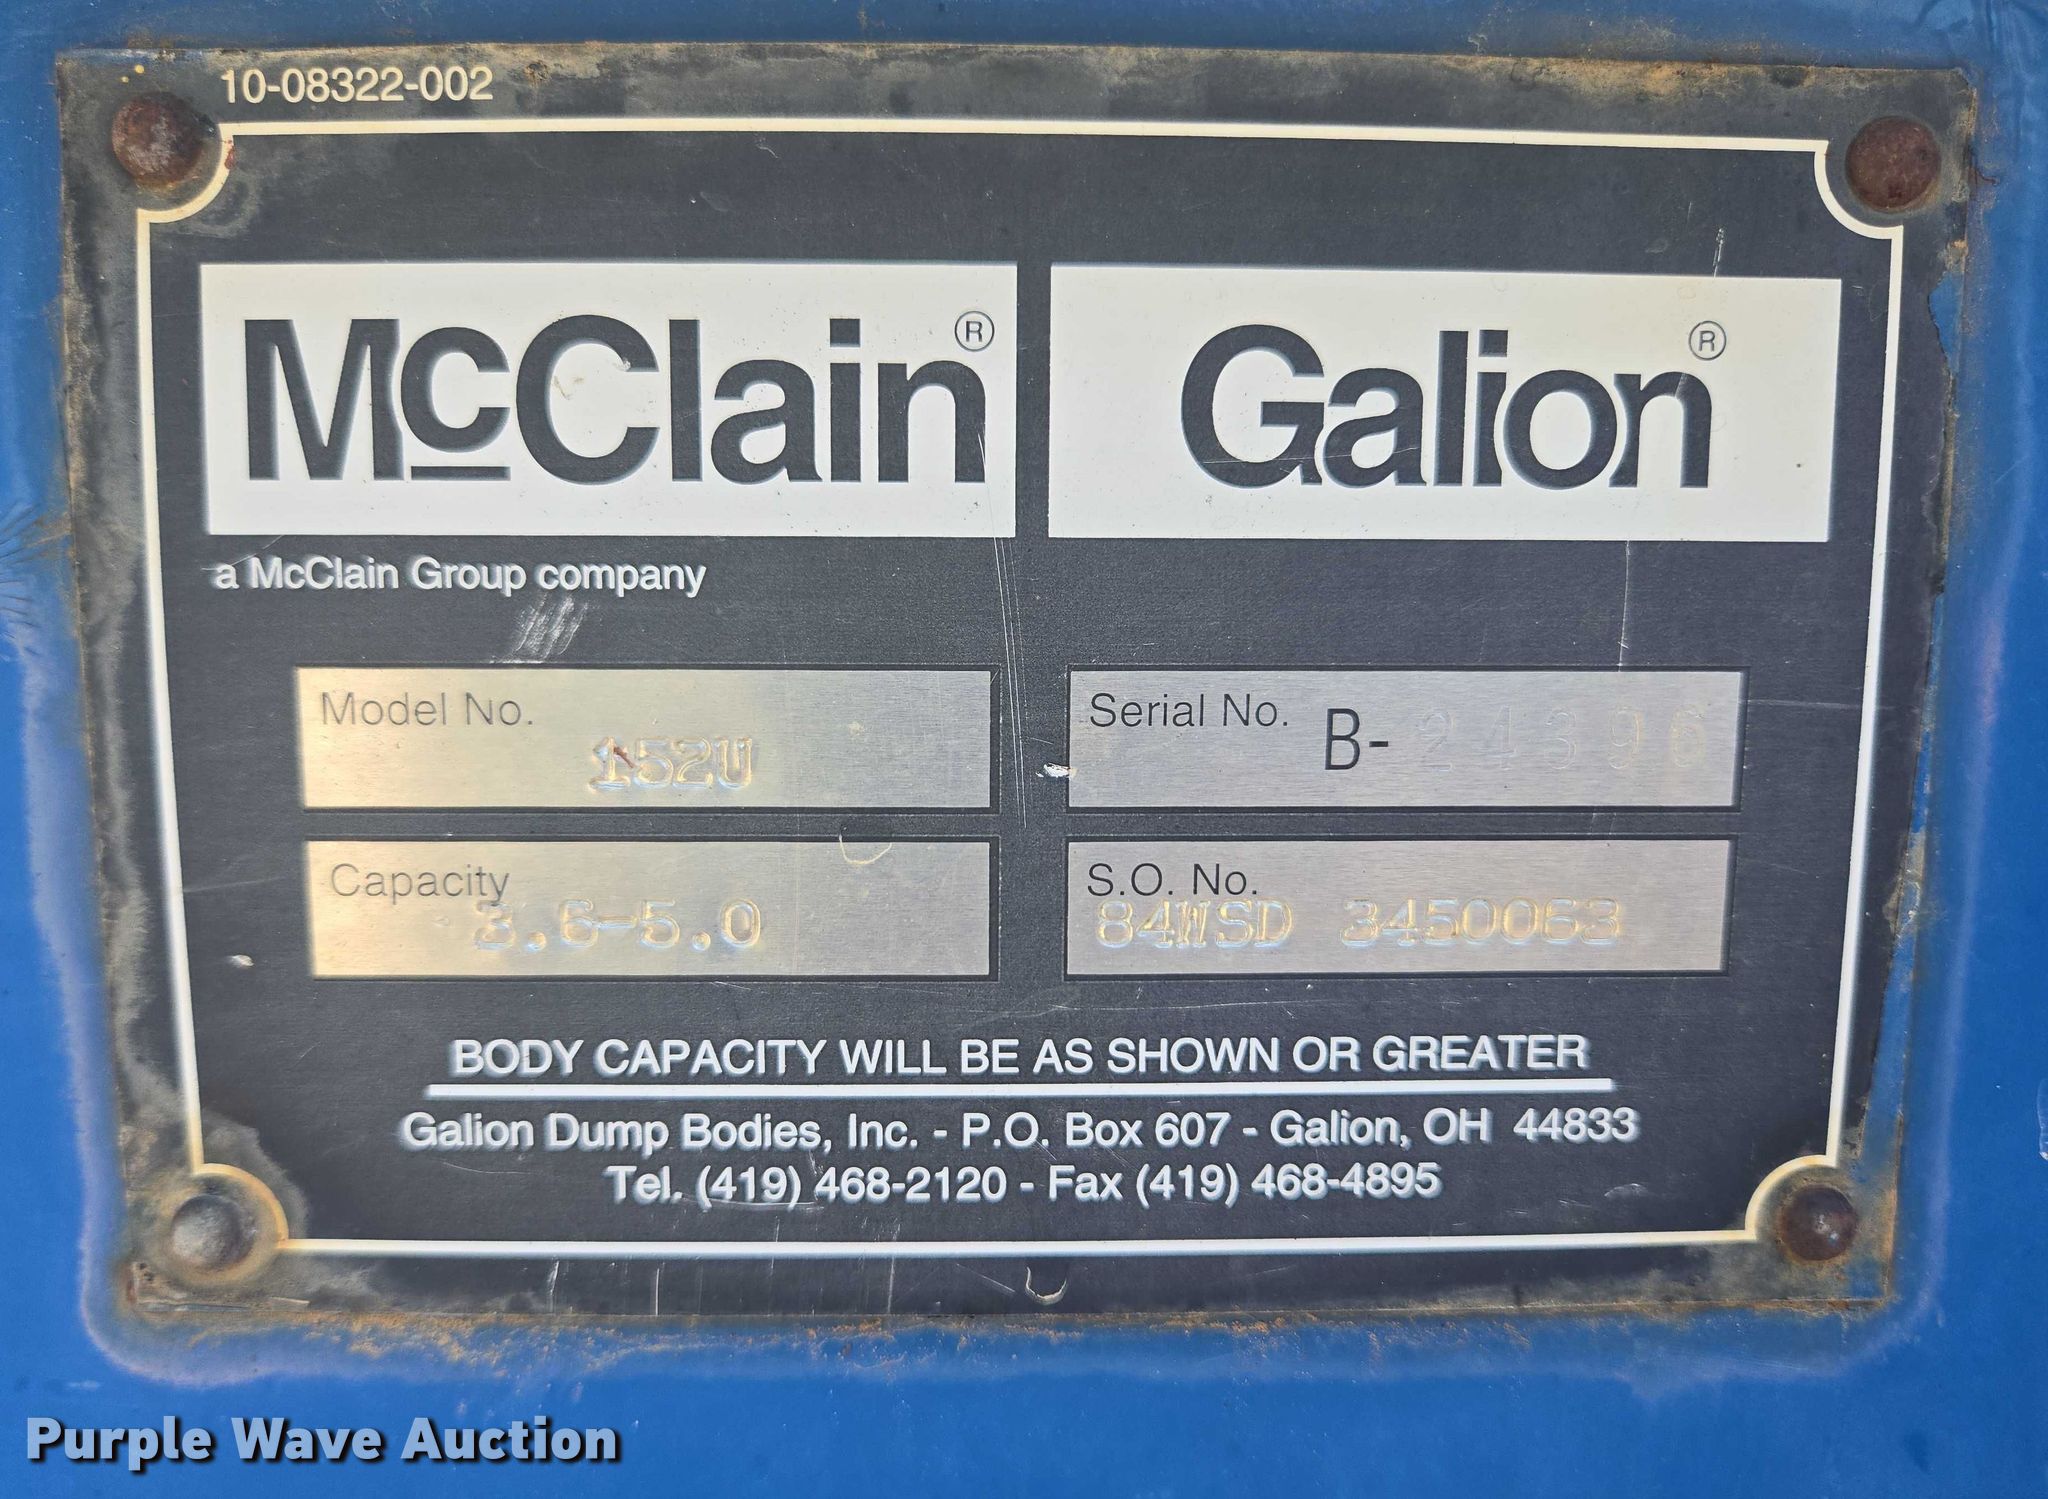 10-08322-002
McClain®
Galion®
a McClain Group company
Model No.
152U
Serial No. B-24396
Capacity
3.6-5.0
S.O. No.
84WSD 3450063
BODY CAPACITY WILL BE AS SHOWN OR GREATER
Galion Dump Bodies, Inc. - P.O. Box 607 - Galion, OH 44833
Tel. (419) 468-2120 - Fax (419) 468-4895
Purple Wave Auction